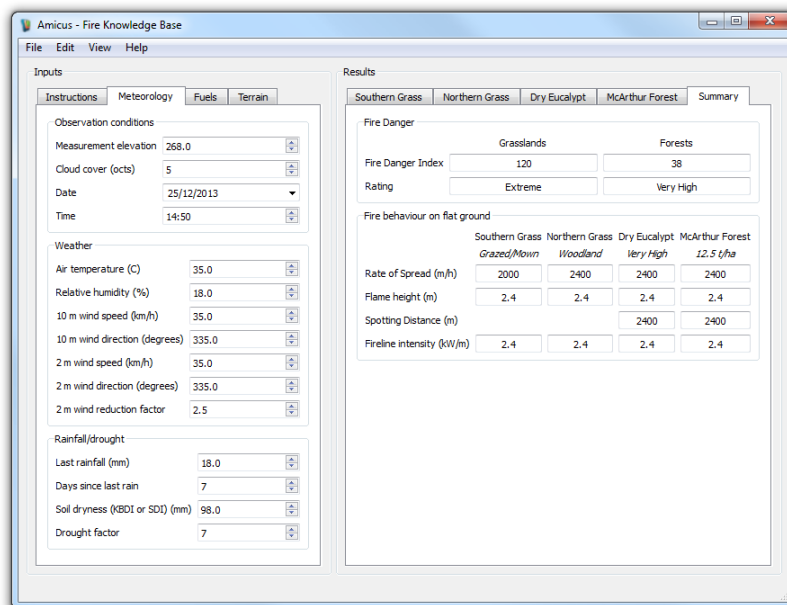 Amicus - Fire Knowledge Base
File Edit View Help
Inputs
Instructions Meteorology Fuels Terrain
Observation conditions
Measurement elevation 268.0
Cloud cover (octs) 5
Date 25/12/2013
Time 14:50
Weather
Air temperature (C) 35.0
Relative humidity (%) 18.0
10 m wind speed (km/h) 35.0
10 m wind direction (degrees) 335.0
2 m wind speed (km/h) 35.0
2 m wind direction (degrees) 335.0
2 m wind reduction factor 2.5
Rainfall/drought
Last rainfall (mm) 18.0
Days since last rain 7
Soil dryness (KBDI or SDI) (mm) 98.0
Drought factor 7
Results
Southern Grass Northern Grass Dry Eucalypt McArthur Forest Summary
Fire Danger
Grasslands Forests
Fire Danger Index 120 38
Rating Extreme Very High
Fire behaviour on flat ground
Southern Grass Northern Grass Dry Eucalypt McArthur Forest
Grazed/Mown Woodland Very High 12.5 t/ha
Rate of Spread (m/h) 2000 2400 2400 2400
Flame height (m) 2.4 2.4 2.4 2.4
Spotting Distance (m) 2400 2400
Fireline intensity (kW/m) 2.4 2.4 2.4 2.4